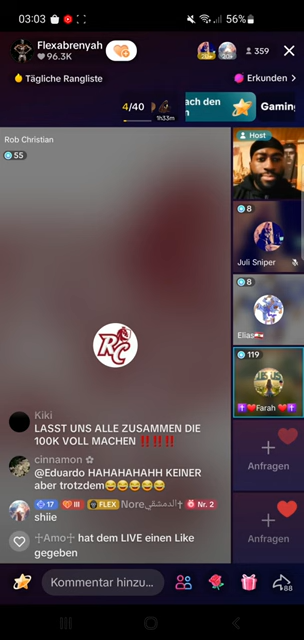 03:03
56%
Flexabrenyah
96.3K
359
Tägliche Rangliste
Erkunden >
4/40
1h33m
ach den
Gaming
Rob Christian
55
Host
8
Juli Sniper
8
Elias
RC
119
✝️❤️Farah❤️✝️
Kiki
LASST UNS ALLE ZUSAMMEN DIE
100K VOLL MACHEN ‼️‼️‼️
cinnamon ✿
@Eduardo HAHAHAHAHH KEINER
aber trotzdem😂😂😂😂😂
17 III FLEX Nore الدمشقي† Nr. 2
shiie
☩Amo☩ hat dem LIVE einen Like
gegeben
Anfragen
Anfragen
Kommentar hinzu...
88